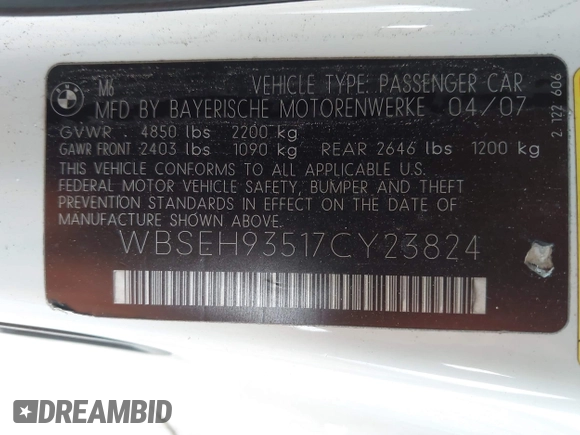 BMW
M6 VEHICLE TYPE: PASSENGER CAR
MFD BY BAYERISCHE MOTORENWERKE 04/07
GVWR 4850 lbs 2200 kg
GAWR FRONT 2403 lbs 1090 kg REAR 2646 lbs 1200 kg
THIS VEHICLE CONFORMS TO ALL APPLICABLE U.S.
FEDERAL MOTOR VEHICLE SAFETY, BUMPER AND THEFT
PREVENTION STANDARDS IN EFFECT ON THE DATE OF
MANUFACTURE SHOWN ABOVE.
WBSEH93517CY23824
2 122 606
DREAMBID